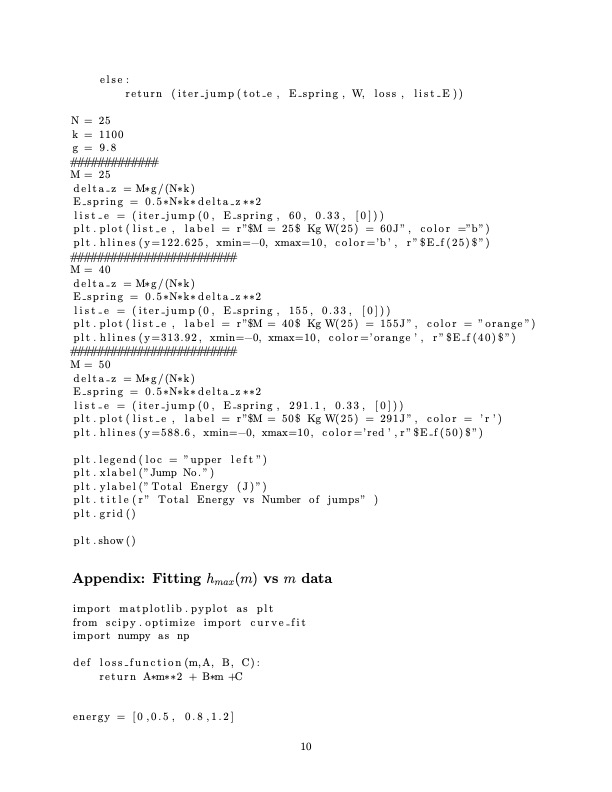 else:
        return (iter_jump(tot_e, E_spring, W, loss, list_E))
N = 25
k = 1100
g = 9.8
#############
M = 25
delta_z = M*g/(N*k)
E_spring = 0.5*N*k*delta_z**2
list_e = (iter_jump(0, E_spring, 60, 0.33, [0]))
plt.plot(list_e, label = r"$M = 25$ Kg W(25) = 60J", color ="b")
plt.hlines(y=122.625, xmin=-0, xmax=10, color='b', r"$E_f(25)$")
#########################
M = 40
delta_z = M*g/(N*k)
E_spring = 0.5*N*k*delta_z**2
list_e = (iter_jump(0, E_spring, 155, 0.33, [0]))
plt.plot(list_e, label = r"$M = 40$ Kg W(25) = 155J", color = "orange")
plt.hlines(y=313.92, xmin=-0, xmax=10, color='orange', r"$E_f(40)$")
#########################
M = 50
delta_z = M*g/(N*k)
E_spring = 0.5*N*k*delta_z**2
list_e = (iter_jump(0, E_spring, 291.1, 0.33, [0]))
plt.plot(list_e, label = r"$M = 50$ Kg W(25) = 291J", color = 'r')
plt.hlines(y=588.6, xmin=-0, xmax=10, color='red',r"$E_f(50)$")
plt.legend(loc = "upper left")
plt.xlabel("Jump No.")
plt.ylabel("Total Energy (J)")
plt.title(r" Total Energy vs Number of jumps" )
plt.grid()
plt.show()
Appendix: Fitting h_max(m) vs m data
import matplotlib.pyplot as plt
from scipy.optimize import curve_fit
import numpy as np
def loss_function(m,A, B, C):
    return A*m**2 + B*m +C
energy = [0,0.5, 0.8,1.2]
10